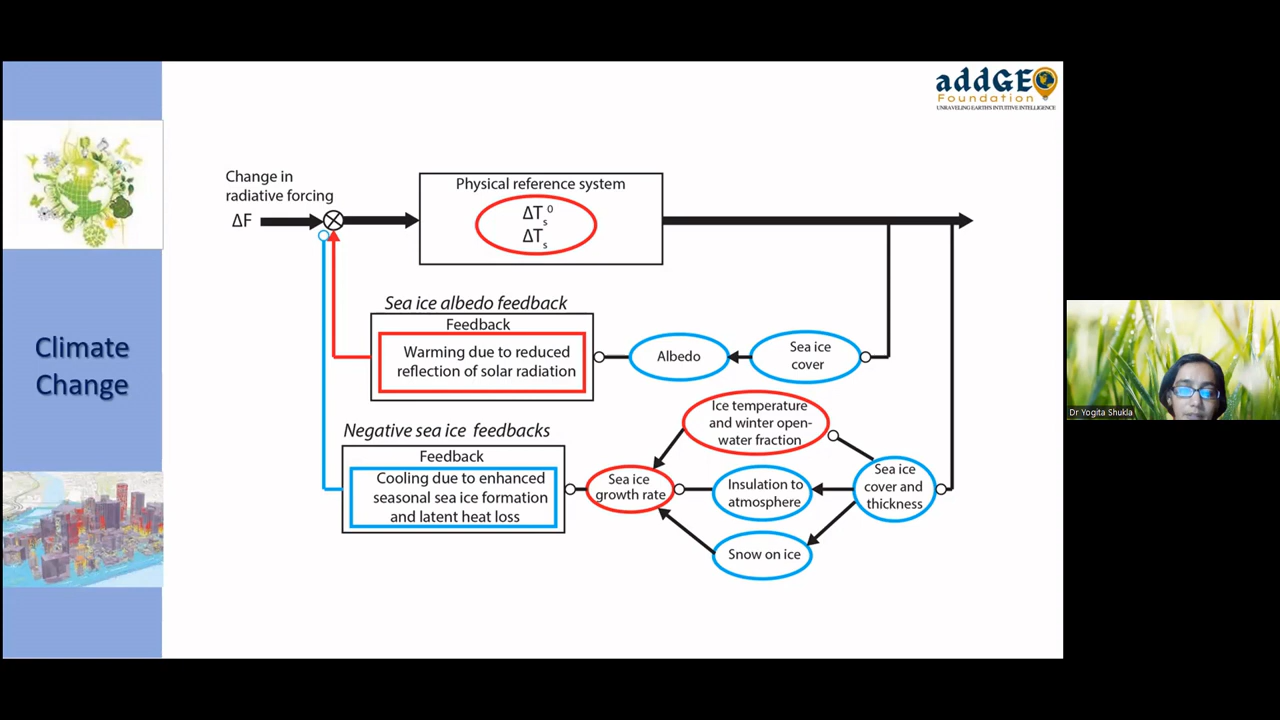 addGEO
Foundation
UNRAVELING EARTH'S INTUITIVE INTELLIGENCE
Climate
Change
Change in
radiative forcing
ΔF
Physical reference system
ΔTs⁰
ΔTs
Sea ice albedo feedback
Feedback
Warming due to reduced
reflection of solar radiation
Albedo
Sea ice
cover
Negative sea ice feedbacks
Feedback
Cooling due to enhanced
seasonal sea ice formation
and latent heat loss
Sea ice
growth rate
Ice temperature
and winter open-
water fraction
Insulation to
atmosphere
Snow on ice
Sea ice
cover and
thickness
Dr Yogita Shukla